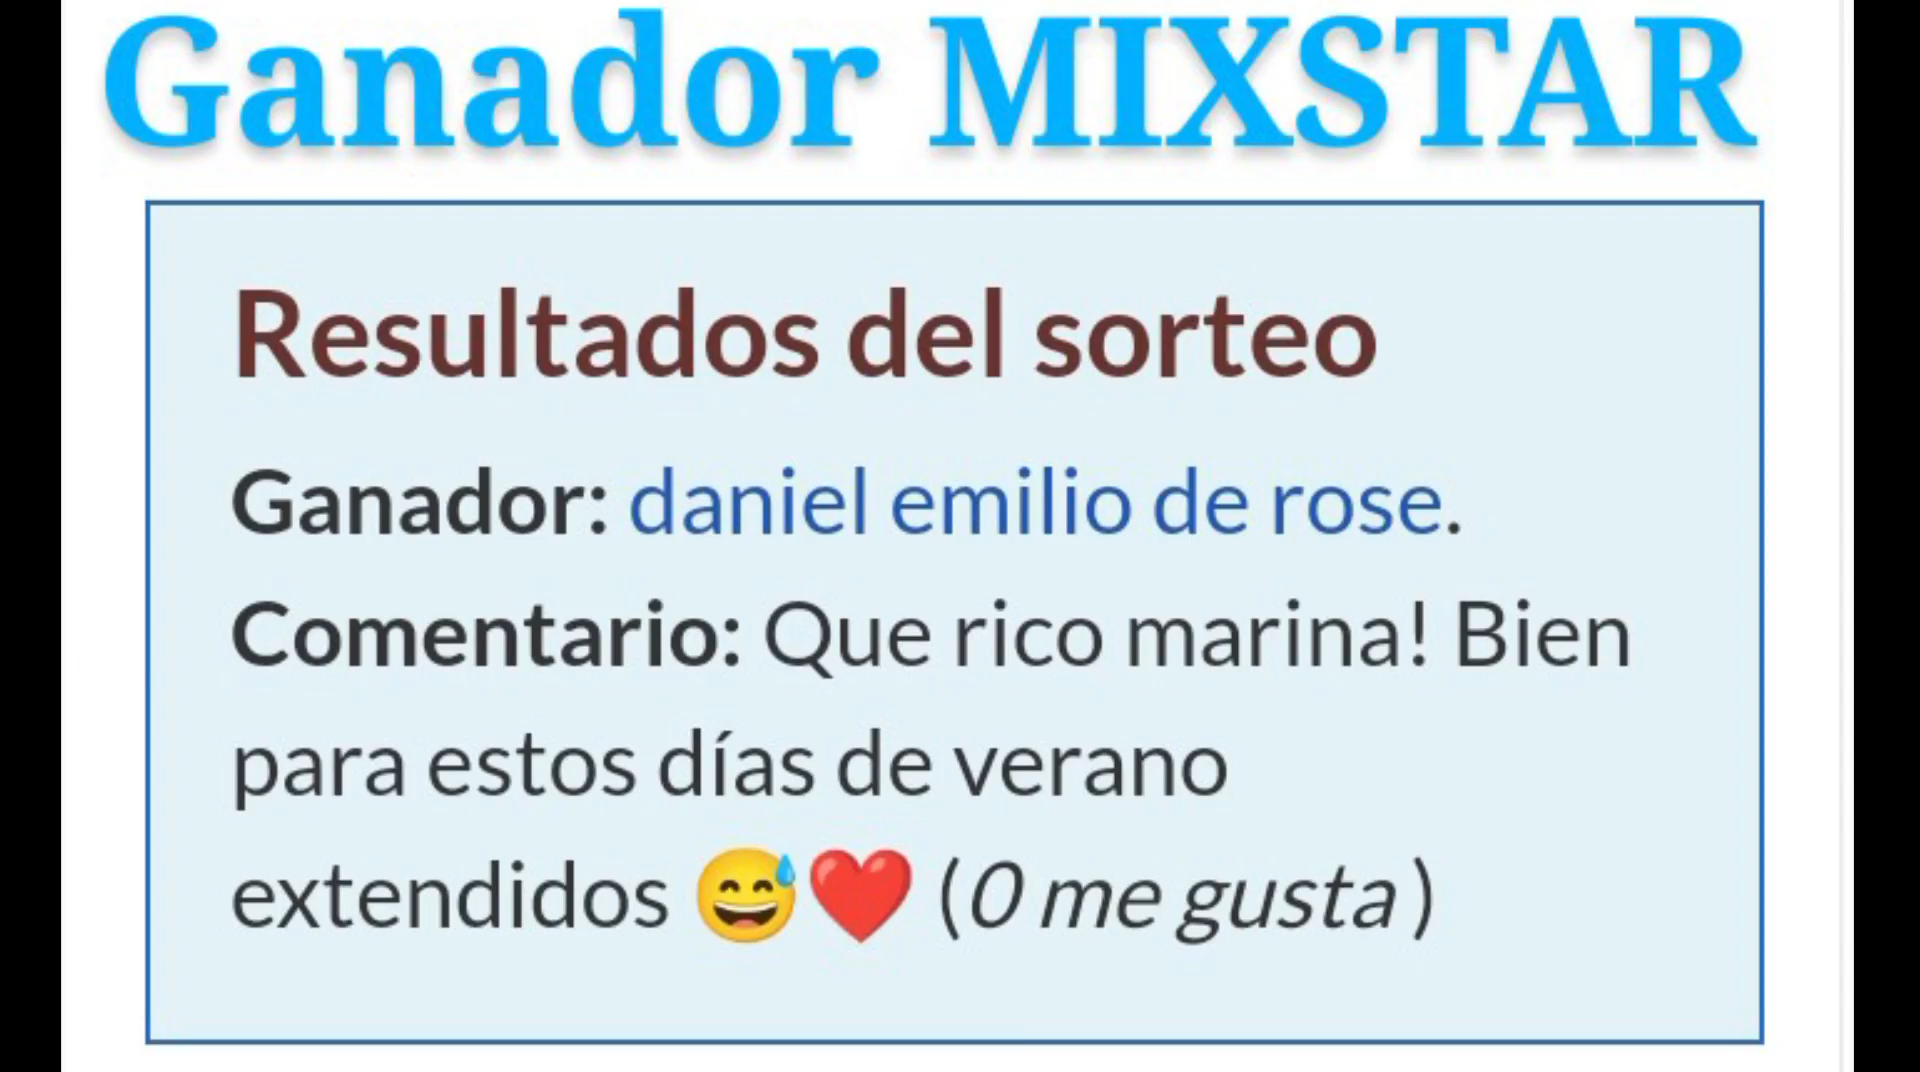 Ganador MIXSTAR
Resultados del sorteo
Ganador: daniel emilio de rose.
Comentario: Que rico marina! Bien
para estos días de verano
extendidos 😅❤️ (0 me gusta)